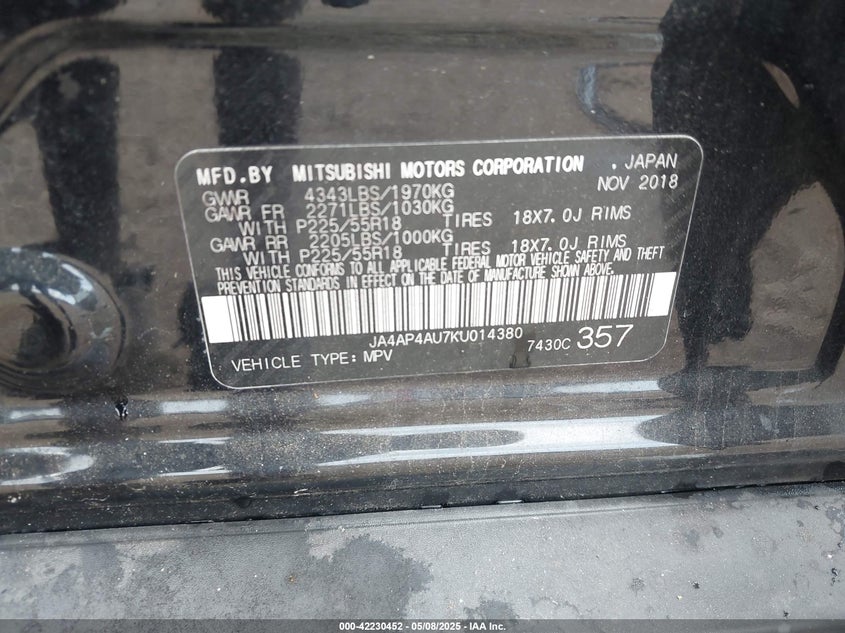 MFD.BY MITSUBISHI MOTORS CORPORATION . JAPAN
GVWR 4343LBS/1970KG NOV 2018
GAWR FR 2271LBS/1030KG
WITH P225/55R18 TIRES 18X7.0J RIMS
GAWR RR 2205LBS/1000KG
WITH P225/55R18 TIRES 18X7.0J RIMS
THIS VEHICLE CONFORMS TO ALL APPLICABLE FEDERAL MOTOR VEHICLE SAFETY AND THEFT
PREVENTION STANDARDS IN EFFECT ON THE DATE OF MANUFACTURE SHOWN ABOVE.
JA4AP4AU7KU014380
VEHICLE TYPE: MPV 7430C 357
000-42230452 - 05/08/2025 - IAA Inc.